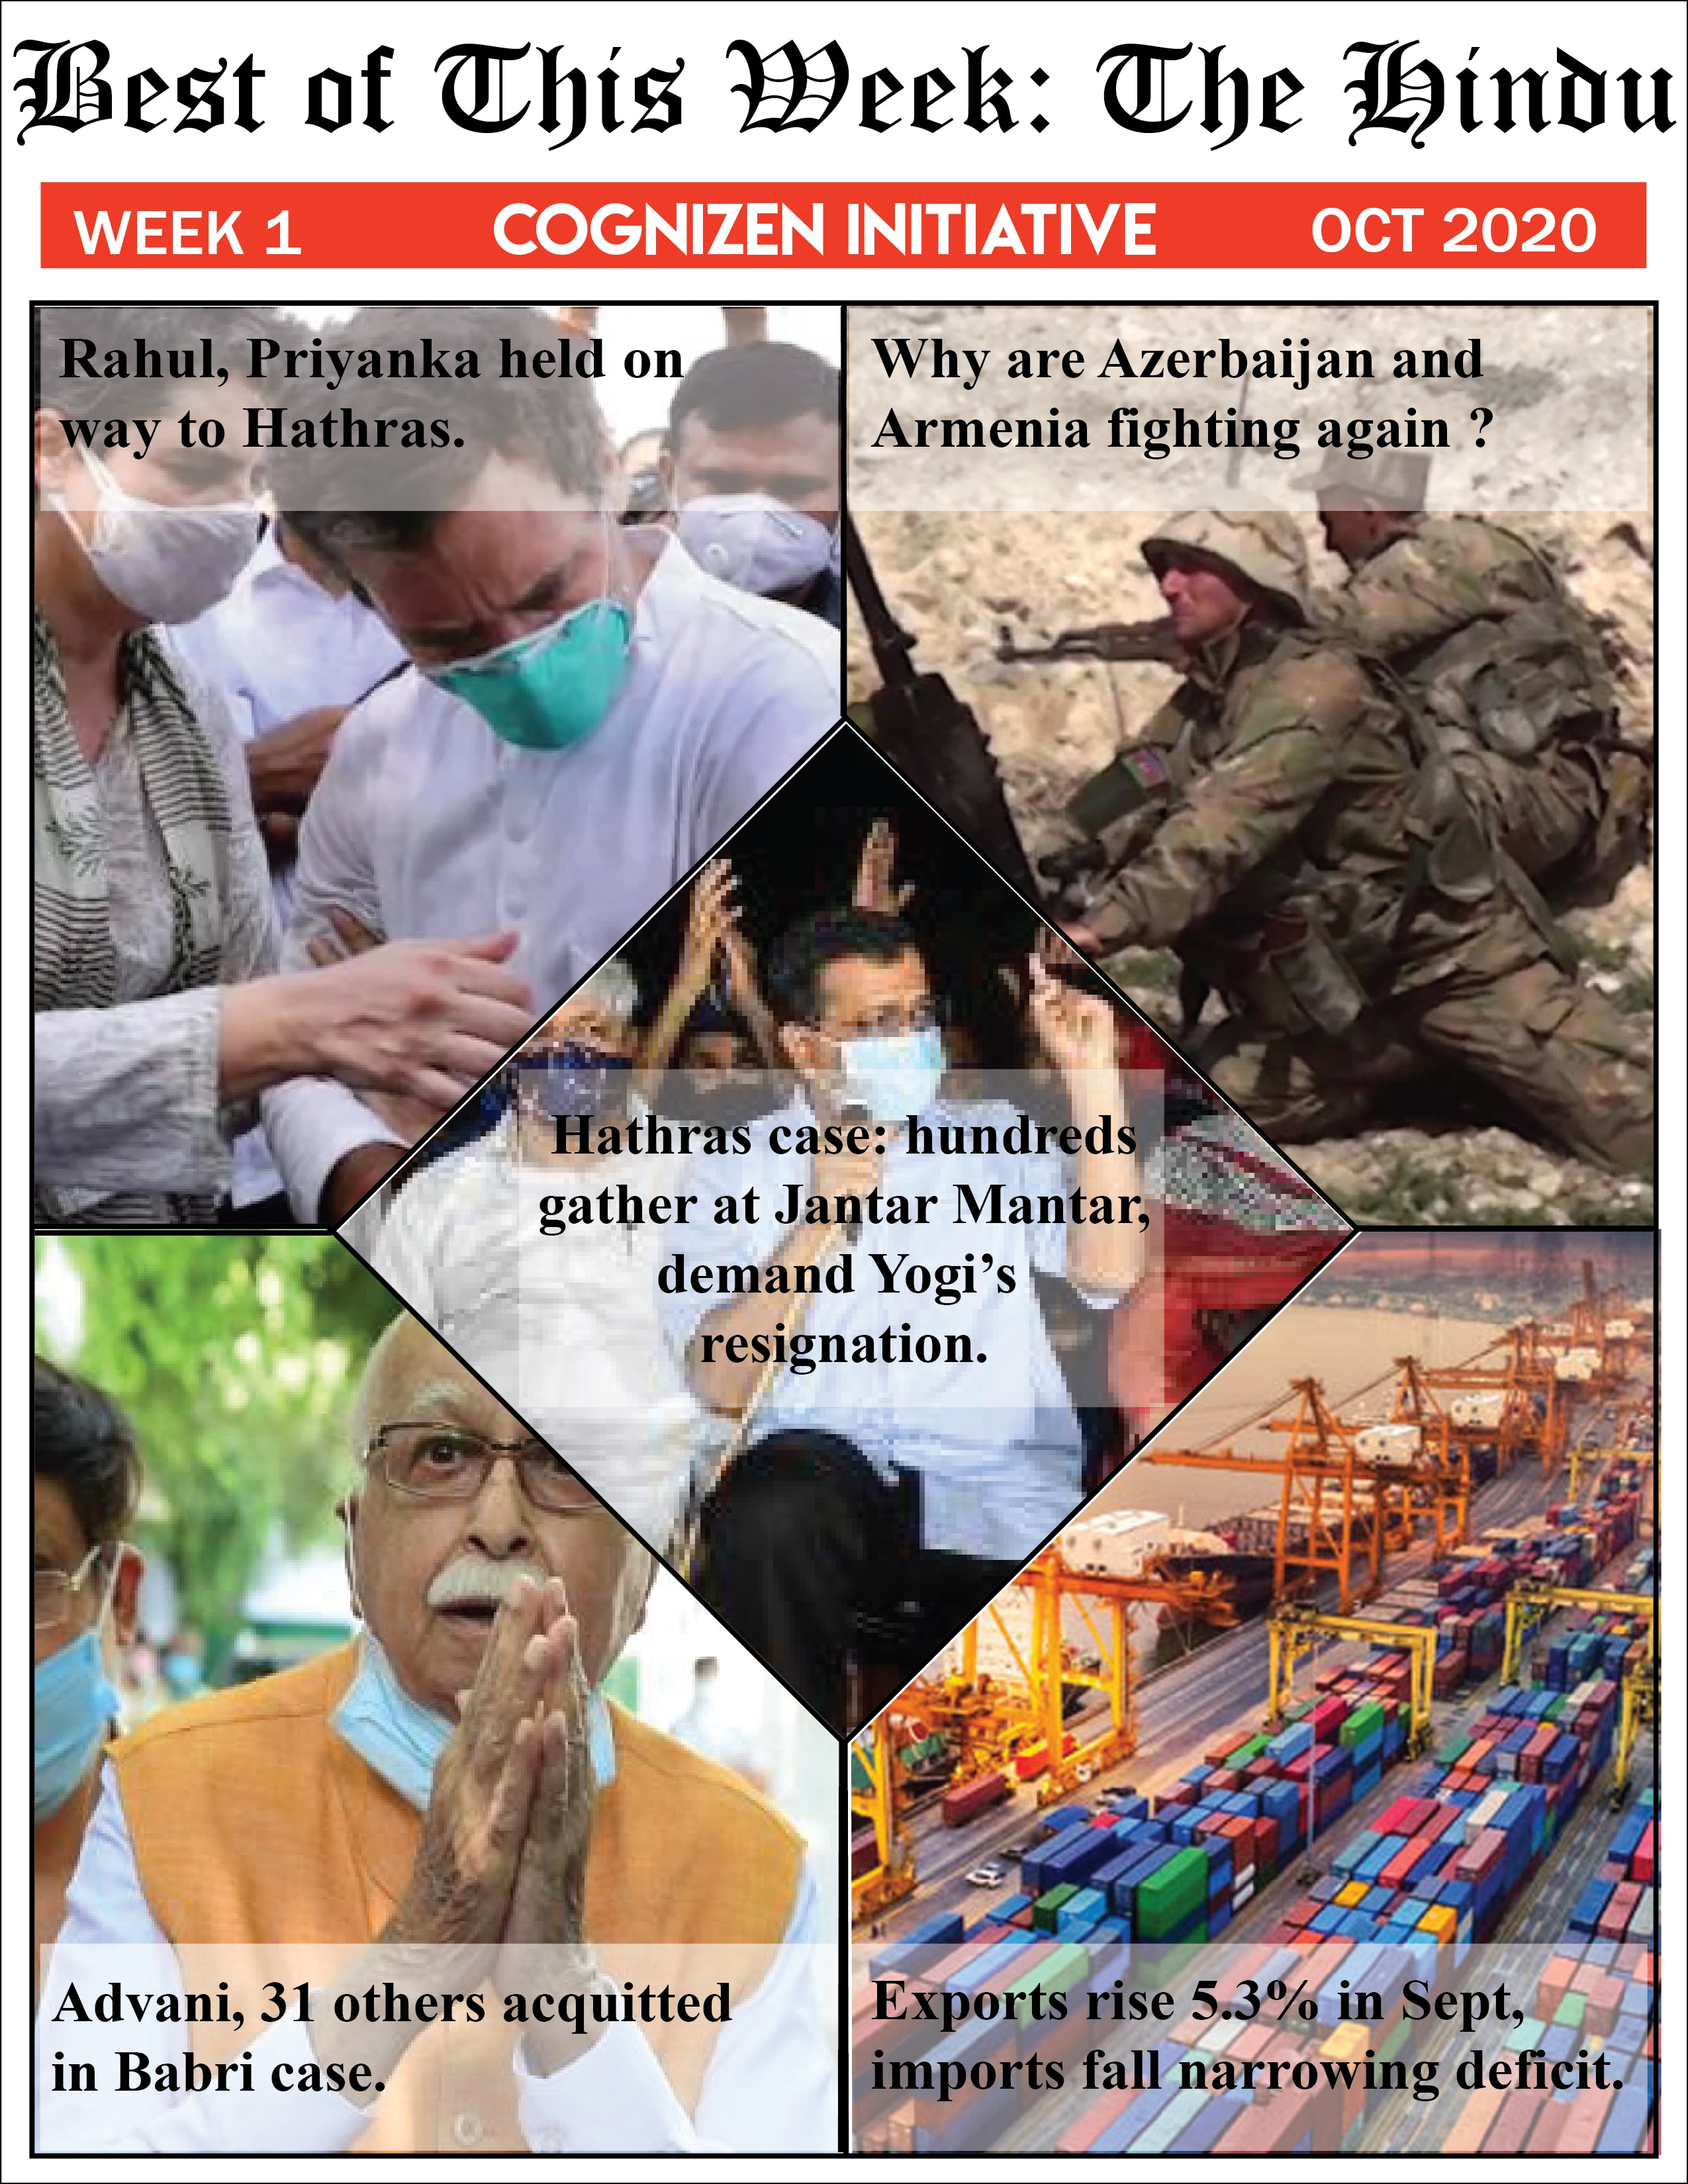 Best of This Week: The Hindu
WEEK 1 COGNIZEN INITIATIVE OCT 2020
Rahul, Priyanka held on
way to Hathras.
Why are Azerbaijan and
Armenia fighting again ?
Hathras case: hundreds
gather at Jantar Mantar,
demand Yogi’s
resignation.
Advani, 31 others acquitted
in Babri case.
Exports rise 5.3% in Sept,
imports fall narrowing deficit.